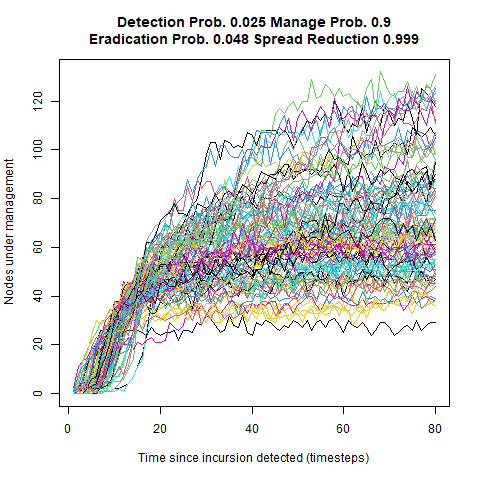 Detection Prob. 0.025 Manage Prob. 0.9
Eradication Prob. 0.048 Spread Reduction 0.999
Nodes under management
120
100
80
60
40
20
0
0 20 40 60 80
Time since incursion detected (timesteps)